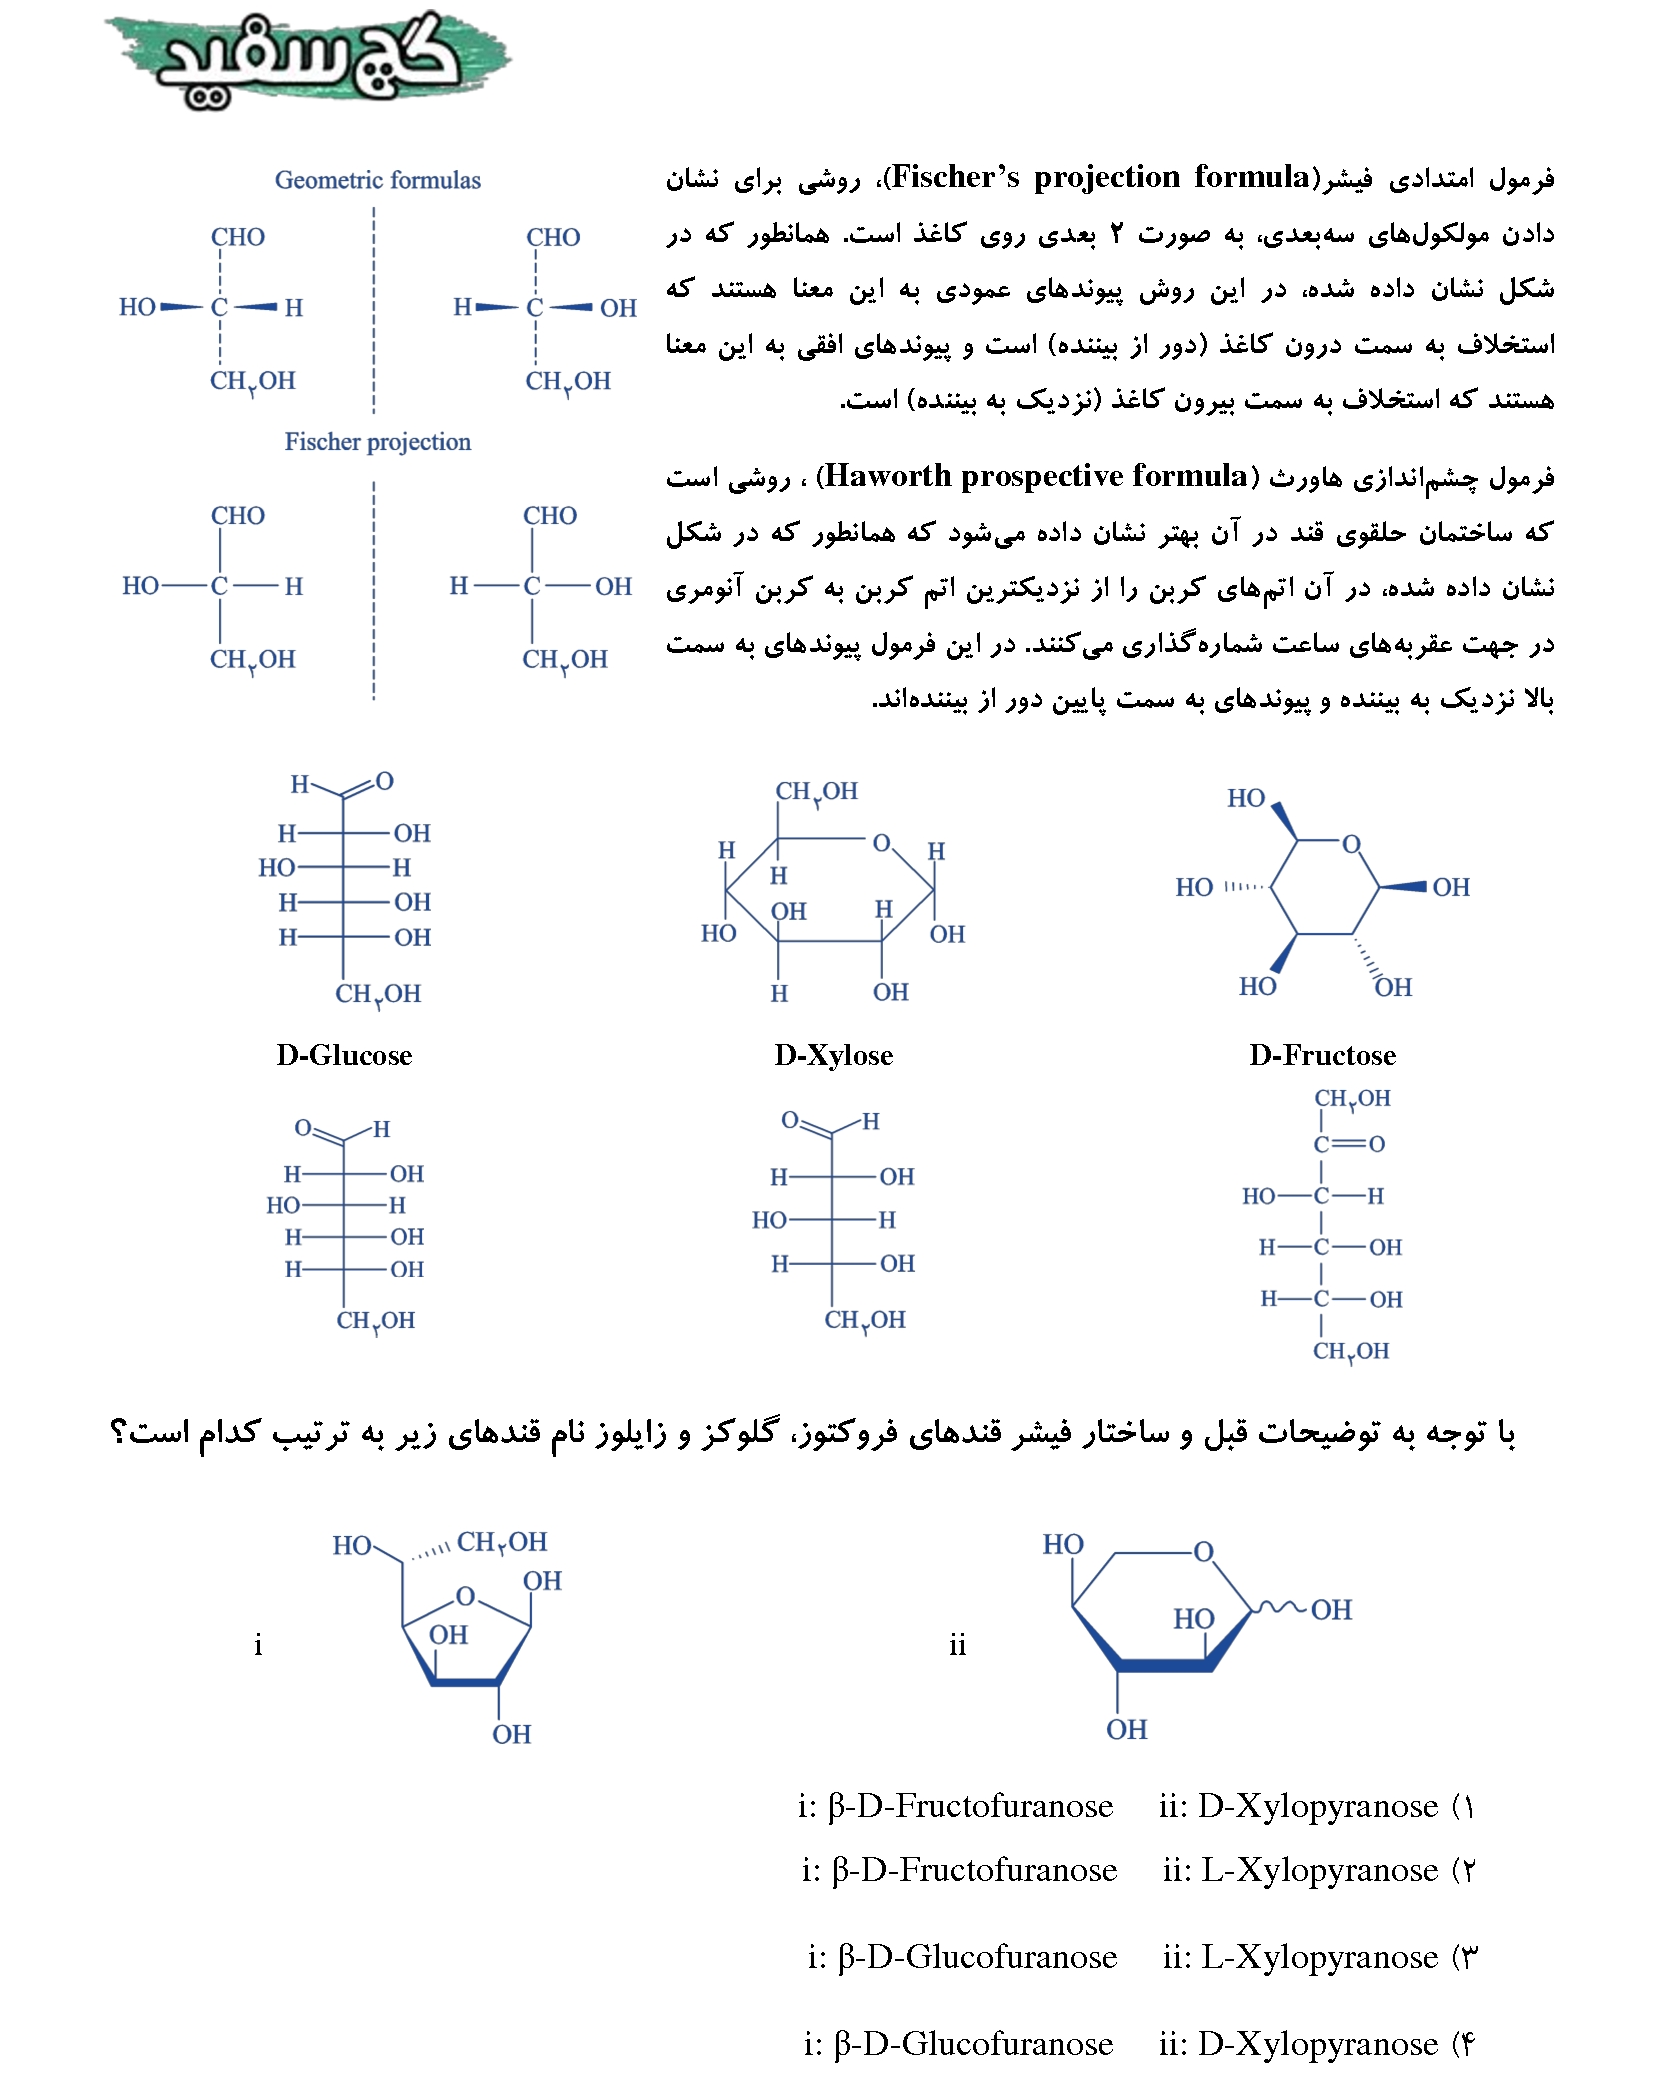 گچ سفید
فرمول امتدادی فیشر(Fischer’s projection formula)، روشی برای نشان
دادن مولکول‌های سه‌بعدی، به صورت ۲ بعدی روی کاغذ است. همانطور که در
شکل نشان داده شده، در این روش پیوندهای عمودی به این معنا هستند که
استخلاف به سمت درون کاغذ (دور از بیننده) است و پیوندهای افقی به این معنا
هستند که استخلاف به سمت بیرون کاغذ (نزدیک به بیننده) است.
Geometric formulas
CHO CHO
HO C H H C OH
CH۲OH CH۲OH
Fischer projection
CHO CHO
HO C H H C OH
CH۲OH CH۲OH
فرمول چشم‌اندازی هاورث (Haworth prospective formula) ، روشی است
که ساختمان حلقوی قند در آن بهتر نشان داده می‌شود که همانطور که در شکل
نشان داده شده، در آن اتم‌های کربن را از نزدیکترین اتم کربن به کربن آنومری
در جهت عقربه‌های ساعت شماره‌گذاری می‌کنند. در این فرمول پیوندهای به سمت
بالا نزدیک به بیننده و پیوندهای به سمت پایین دور از بیننده‌اند.
H O
H OH
HO H
H OH
H OH
CH۲OH
CH۲OH
H O H
H
OH H
HO OH
H OH
HO
O
HO OH
HO OH
D-Glucose D-Xylose D-Fructose
O H
H OH
HO H
H OH
H OH
CH۲OH
O H
H OH
HO H
H OH
CH۲OH
CH۲OH
C O
HO C H
H C OH
H C OH
CH۲OH
با توجه به توضیحات قبل و ساختار فیشر قندهای فروکتوز، گلوکز و زایلوز نام قندهای زیر به ترتیب کدام است؟
HO CH۲OH
OH
O
OH
i
OH
HO O
HO OH
ii
OH
i: β-D-Fructofuranose ii: D-Xylopyranose (۱
i: β-D-Fructofuranose ii: L-Xylopyranose (۲
i: β-D-Glucofuranose ii: L-Xylopyranose (۳
i: β-D-Glucofuranose ii: D-Xylopyranose (۴